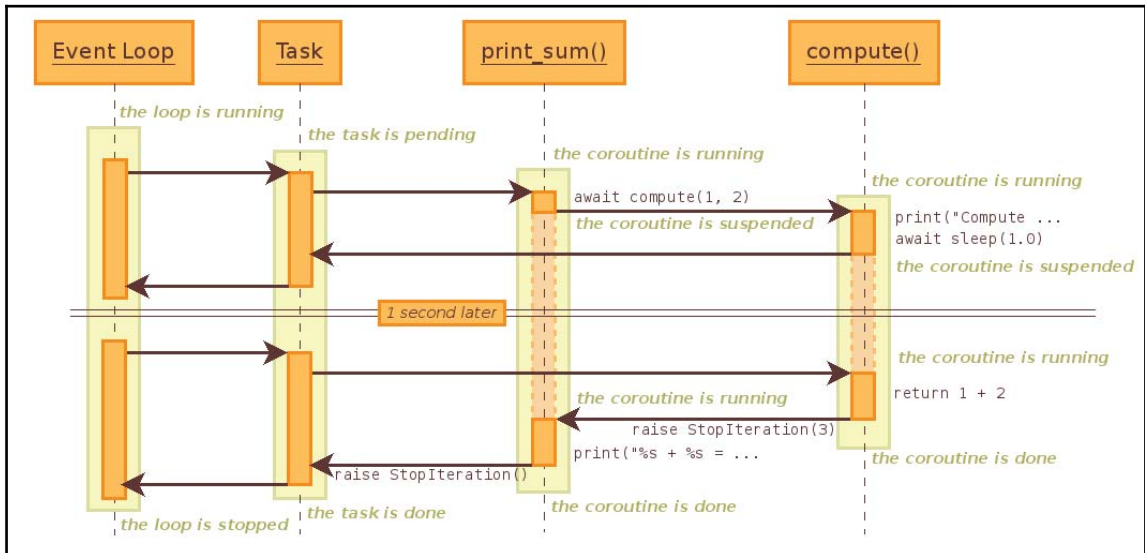 Event Loop
Task
print_sum()
compute()
the loop is running
the task is pending
the coroutine is running
the coroutine is running
await compute(1, 2)
print("Compute ...
the coroutine is suspended
await sleep(1.0)
the coroutine is suspended
1 second later
the coroutine is running
return 1 + 2
the coroutine is running
raise StopIteration(3)
print("%s + %s = ...
the coroutine is done
raise StopIteration()
the coroutine is done
the task is done
the loop is stopped